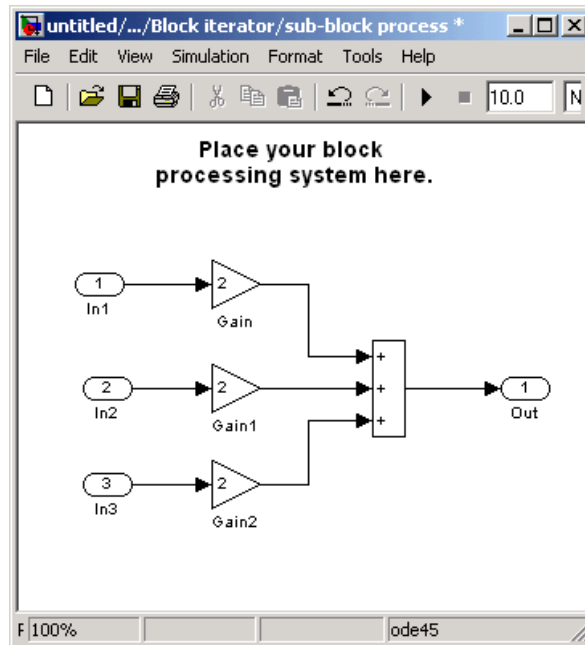 untitled/.../Block iterator/sub-block process *
File Edit View Simulation Format Tools Help
10.0 N
Place your block
processing system here.
1
In1
2
Gain
2
In2
2
Gain1
3
In3
2
Gain2
+
+
+
1
Out
F 100% ode45